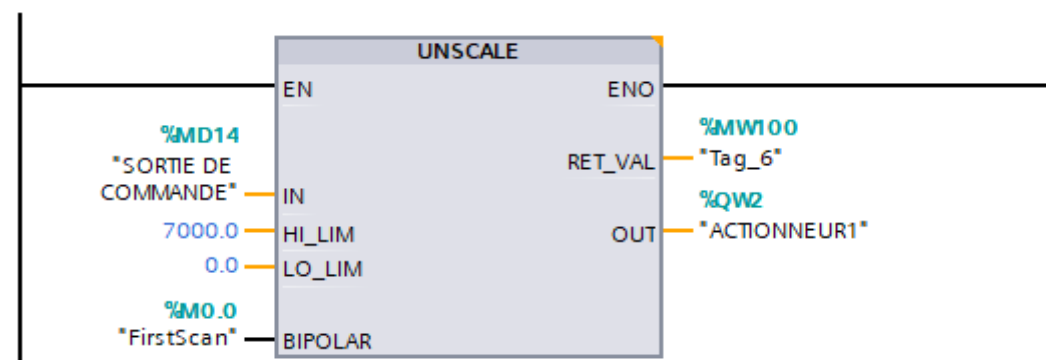 UNSCALE
EN ENO
%MD14
"SORTIE DE
COMMANDE"
IN
%MW100
RET_VAL "Tag_6"
%QW2
7000.0 HI_LIM OUT "ACTIONNEUR1"
0.0 LO_LIM
%M0.0
"FirstScan" BIPOLAR